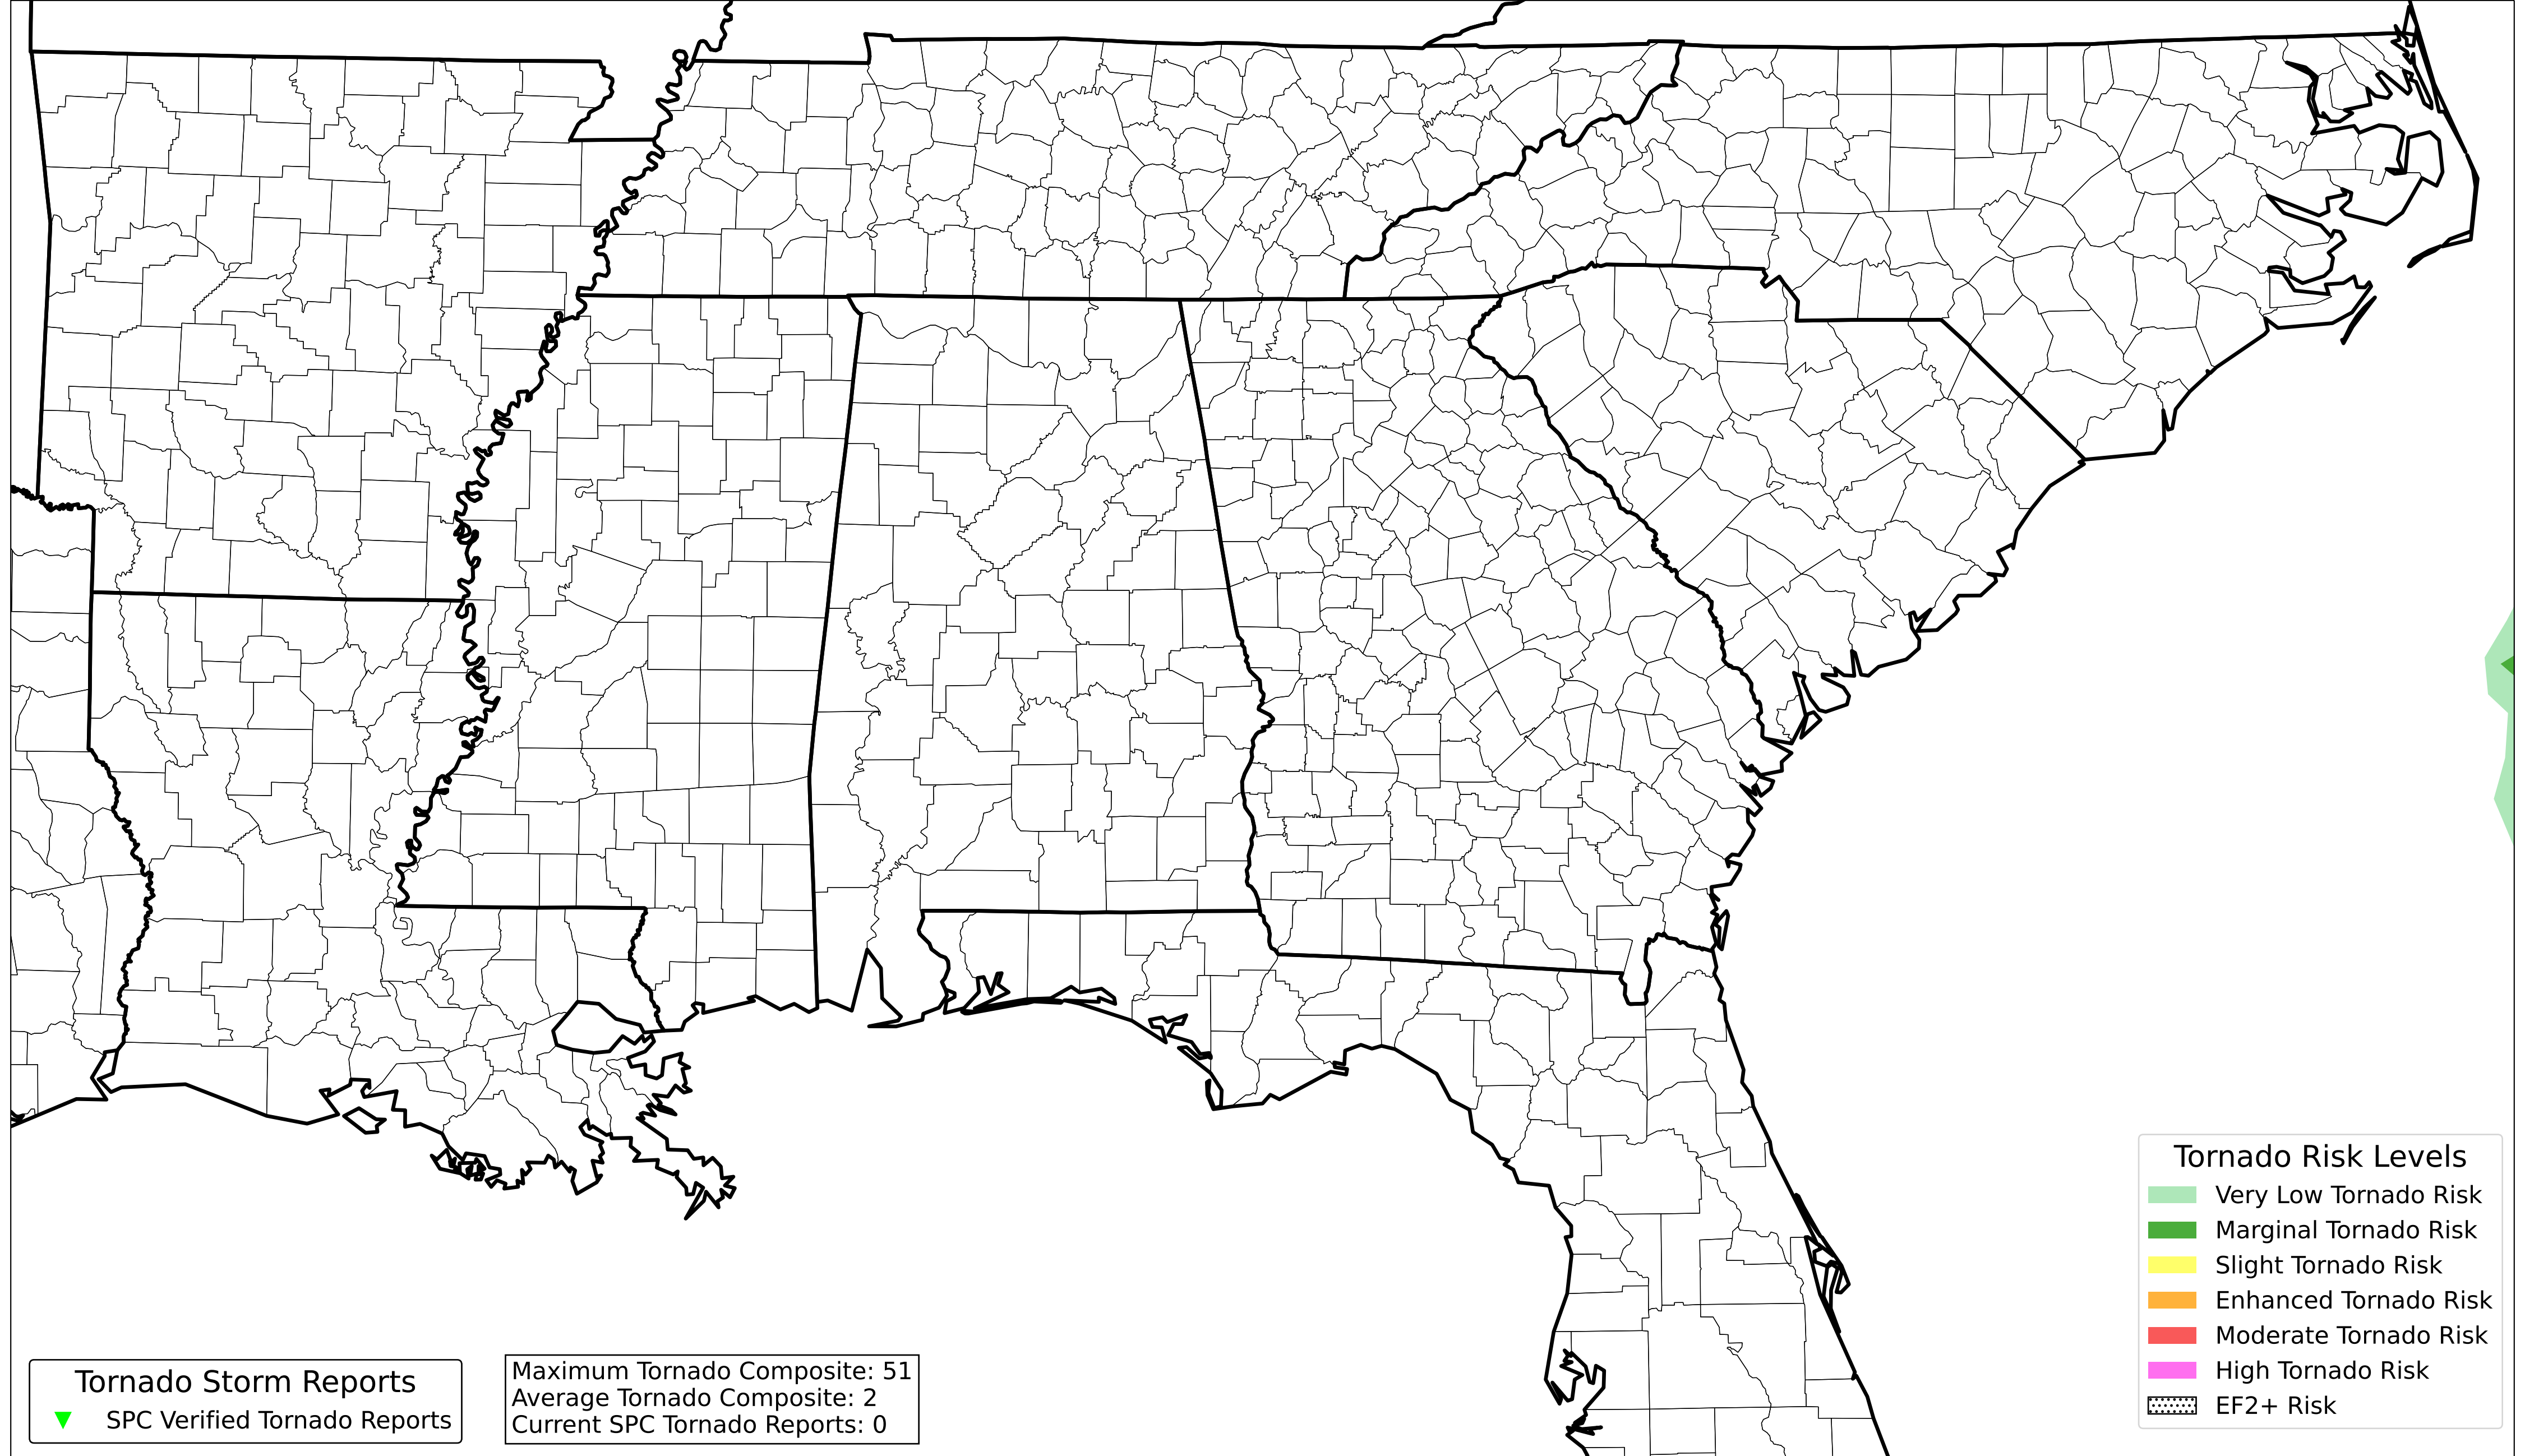 Tornado Risk Levels
Very Low Tornado Risk
Marginal Tornado Risk
Slight Tornado Risk
Enhanced Tornado Risk
Moderate Tornado Risk
High Tornado Risk
EF2+ Risk
Tornado Storm Reports
SPC Verified Tornado Reports
Maximum Tornado Composite: 51
Average Tornado Composite: 2
Current SPC Tornado Reports: 0